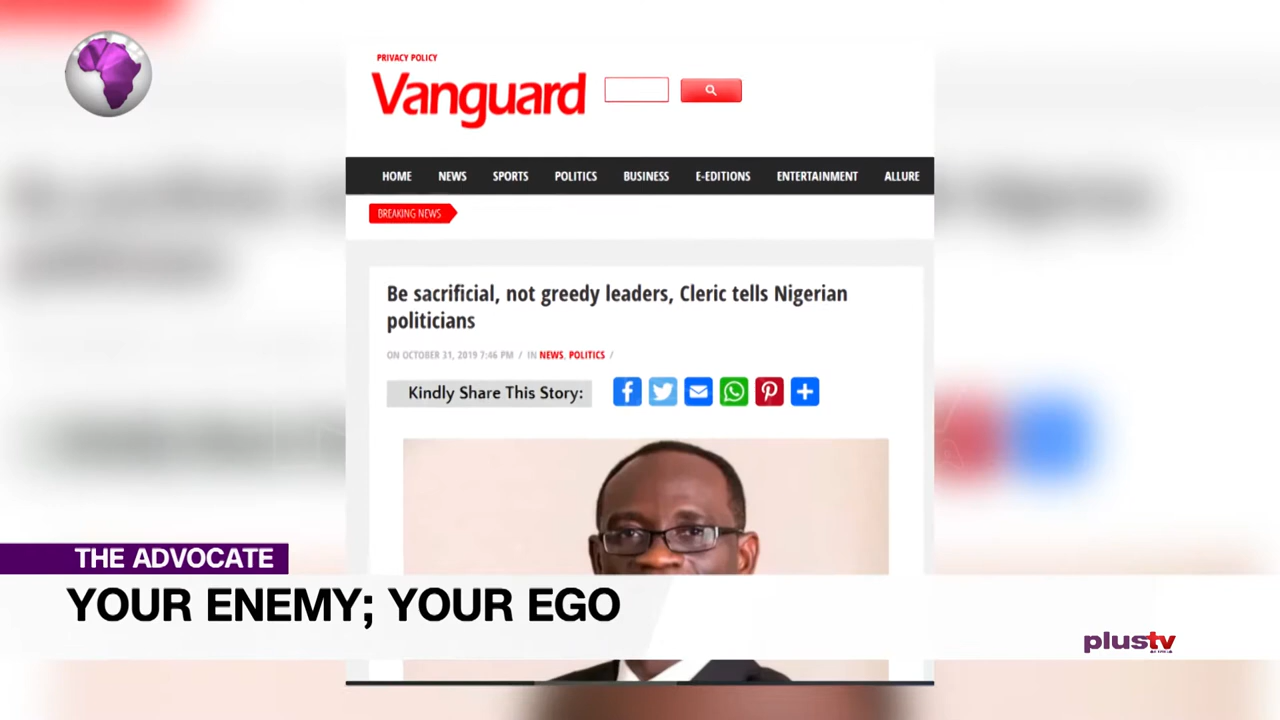 PRIVACY POLICY
Vanguard
HOME NEWS SPORTS POLITICS BUSINESS E-EDITIONS ENTERTAINMENT ALLURE
BREAKING NEWS
Be sacrificial, not greedy leaders, Cleric tells Nigerian
politicians
ON OCTOBER 31, 2019 7:46 PM / IN NEWS, POLITICS /
Kindly Share This Story:
THE ADVOCATE
YOUR ENEMY; YOUR EGO
plustv